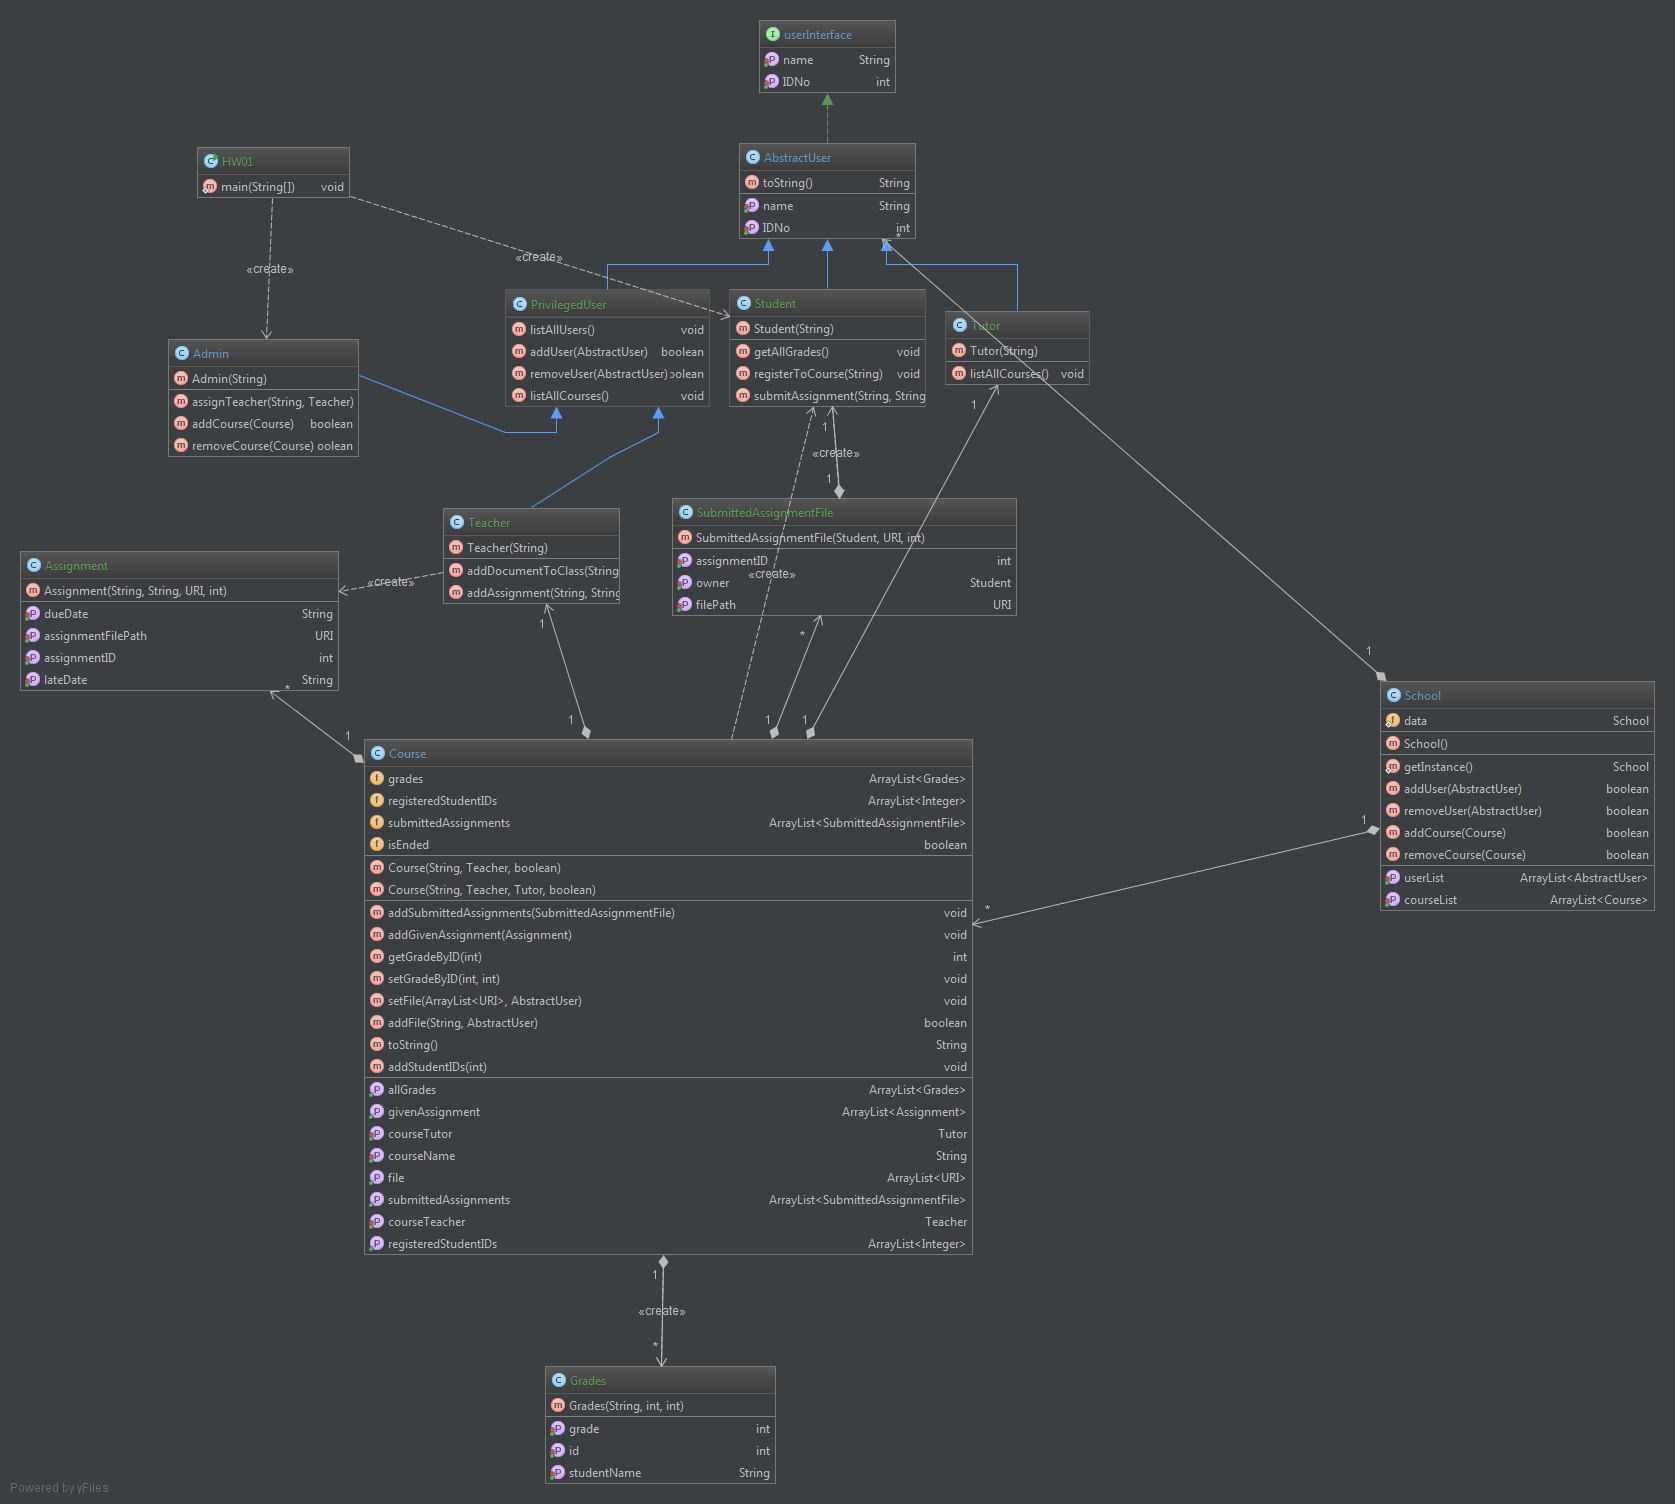 userInterface
name String
IDNo int
AbstractUser
toString() String
name String
IDNo int
*
HW01
main(String[]) void
«create»
«create»
PrivilegedUser
listAllUsers() void
addUser(AbstractUser) boolean
removeUser(AbstractUser) oolean
listAllCourses() void
Student
Student(String)
getAllGrades() void
registerToCourse(String) void
submitAssignment(String, String
Tutor
Tutor(String)
listAllCourses() void
Admin
Admin(String)
assignTeacher(String, Teacher)
addCourse(Course) boolean
removeCourse(Course) oolean
1
1
«create»
1
Teacher
Teacher(String)
addDocumentToClass(String
addAssignment(String, String
SubmittedAssignmentFile
SubmittedAssignmentFile(Student, URI, int)
assignmentID int
owner Student
filePath URI
«create»
«create»
Assignment
Assignment(String, String, URI, int)
dueDate String
assignmentFilePath URI
assignmentID int
lateDate String
1
*
*
1
1
1
1
1
School
data School
School()
getInstance() School
addUser(AbstractUser) boolean
removeUser(AbstractUser) boolean
addCourse(Course) boolean
removeCourse(Course) boolean
userList ArrayList<AbstractUser>
courseList ArrayList<Course>
1
*
Course
grades ArrayList<Grades>
registeredStudentIDs ArrayList<Integer>
submittedAssignments ArrayList<SubmittedAssignmentFile>
isEnded boolean
Course(String, Teacher, boolean)
Course(String, Teacher, Tutor, boolean)
addSubmittedAssignments(SubmittedAssignmentFile) void
addGivenAssignment(Assignment) void
getGradeByID(int) int
setGradeByID(int, int) void
setFile(ArrayList<URI>, AbstractUser) void
addFile(String, AbstractUser) boolean
toString() String
addStudentIDs(int) void
allGrades ArrayList<Grades>
givenAssignment ArrayList<Assignment>
courseTutor Tutor
courseName String
file ArrayList<URI>
submittedAssignments ArrayList<SubmittedAssignmentFile>
courseTeacher Teacher
registeredStudentIDs ArrayList<Integer>
1
«create»
*
Grades
Grades(String, int, int)
grade int
id int
studentName String
Powered by yFiles